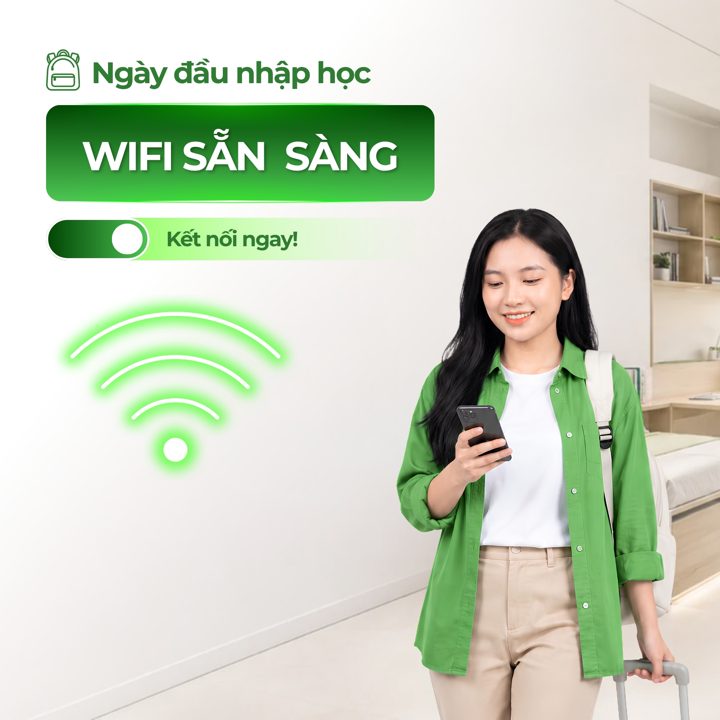 Ngày đầu nhập học
WIFI SẴN SÀNG
Kết nối ngay!